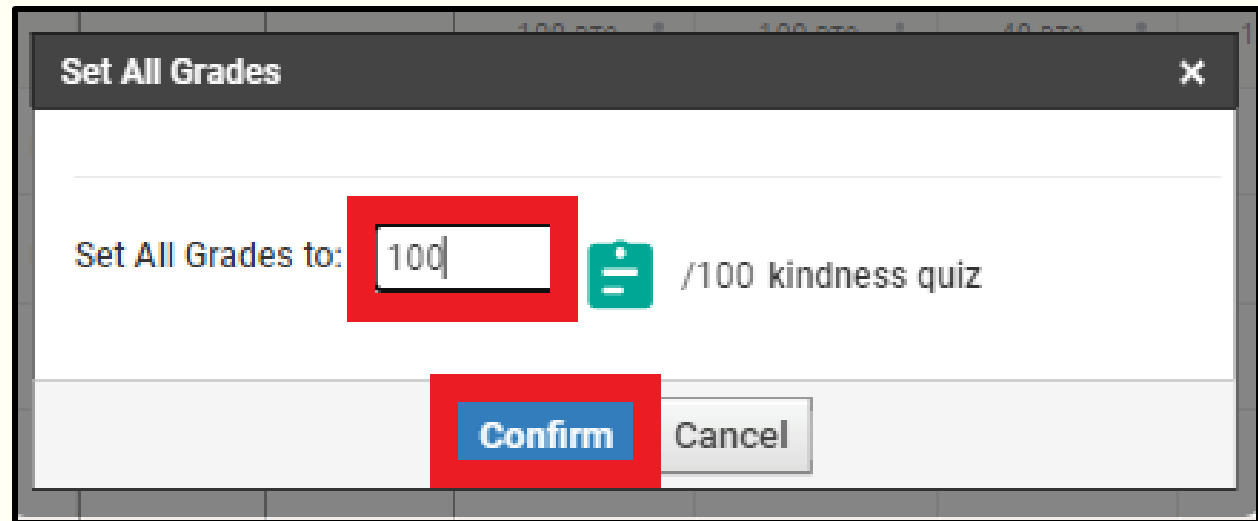 Set All Grades ×
Set All Grades to: 100 /100 kindness quiz
Confirm Cancel